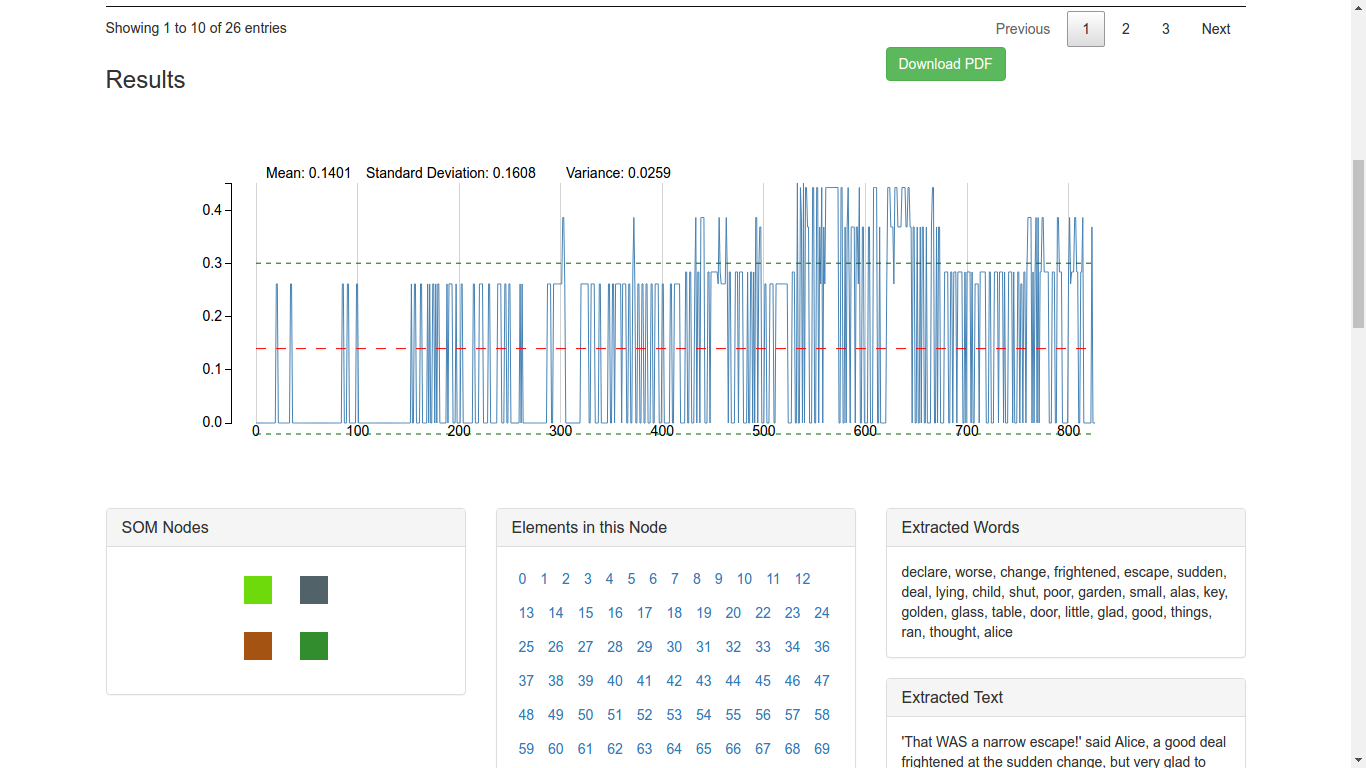 Showing 1 to 10 of 26 entries
Previous 1 2 3 Next
Download PDF
Results
Mean: 0.1401 Standard Deviation: 0.1608 Variance: 0.0259
0.4
0.3
0.2
0.1
0.0
0 100 200 300 400 500 600 700 800
SOM Nodes
Elements in this Node
0 1 2 3 4 5 6 7 8 9 10 11 12
13 14 15 16 17 18 19 20 22 23 24
25 26 27 28 29 30 31 32 33 34 36
37 38 39 40 41 42 43 44 45 46 47
48 49 50 51 52 53 54 55 56 57 58
59 60 61 62 63 64 65 66 67 68 69
Extracted Words
declare, worse, change, frightened, escape, sudden,
deal, lying, child, shut, poor, garden, small, alas, key,
golden, glass, table, door, little, glad, good, things,
ran, thought, alice
Extracted Text
'That WAS a narrow escape!' said Alice, a good deal
frightened at the sudden change, but very glad to